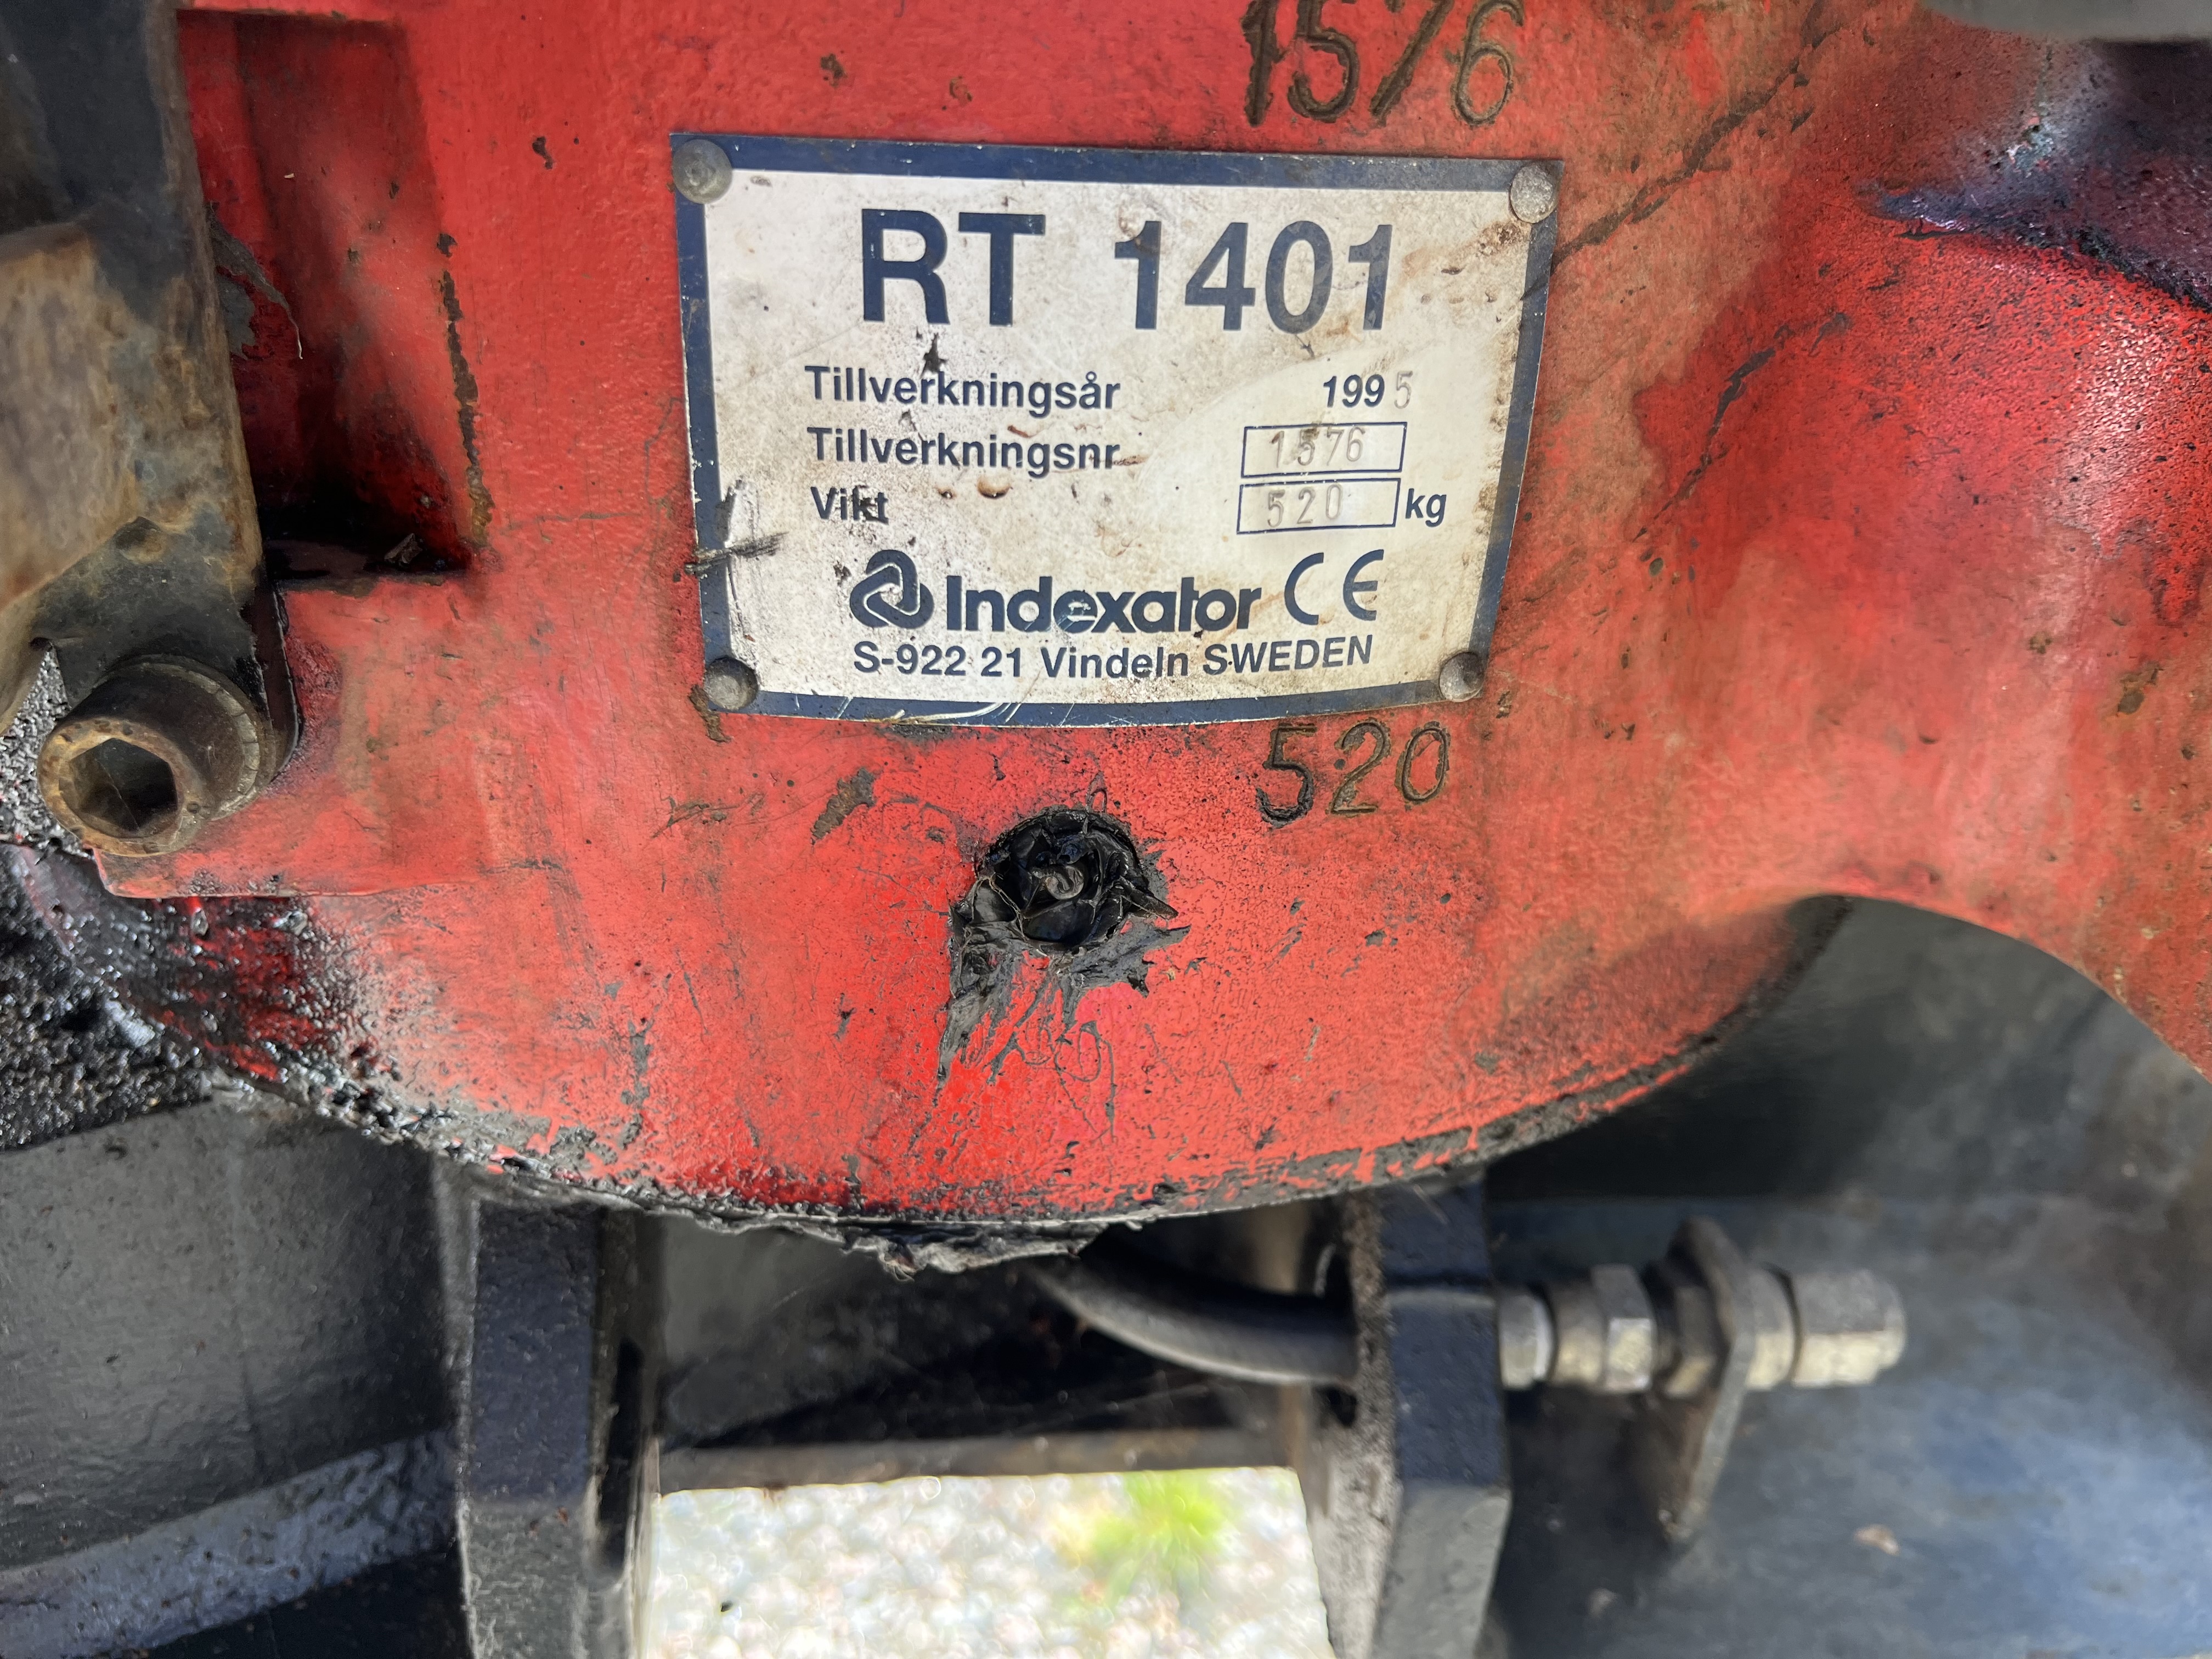 1576
RT 1401
Tillverkningsår 1995
Tillverkningsnr 1576
Vikt 520 kg
Indexator CE
S-922 21 Vindeln SWEDEN
520